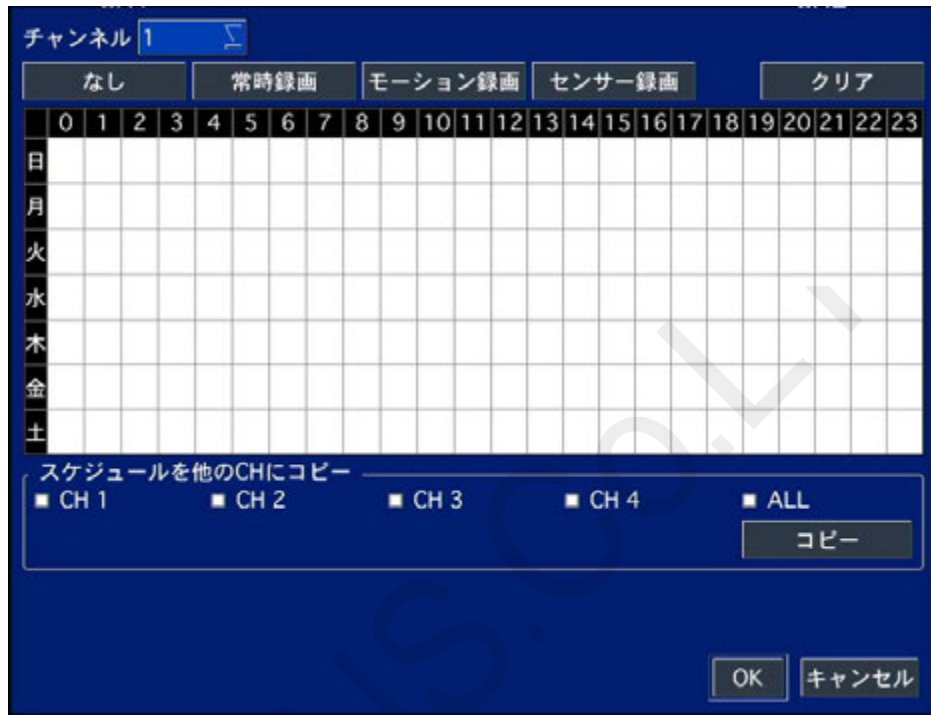 チャンネル 1
なし 常時録画 モーション録画 センサー録画 クリア
0 1 2 3 4 5 6 7 8 9 10 11 12 13 14 15 16 17 18 19 20 21 22 23
日
月
火
水
木
金
土
スケジュールを他のCHにコピー
CH 1 CH 2 CH 3 CH 4 ALL
コピー
OK キャンセル